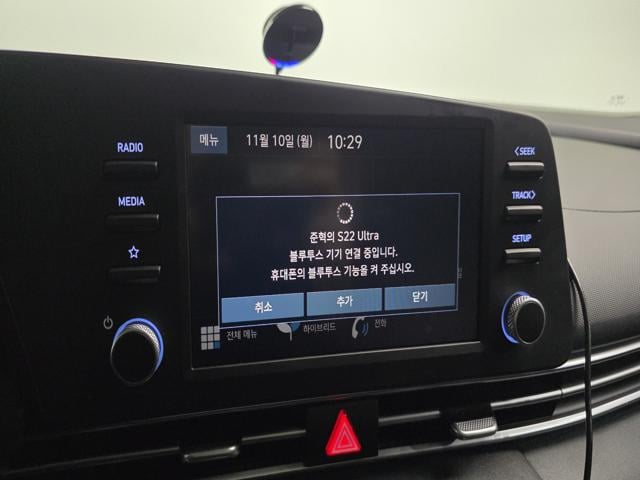 메뉴 11월 10일 (월) 10:29
RADIO
MEDIA
<SEEK
TRACK>
SETUP
준혁의 S22 Ultra
블루투스 기기 연결 중입니다.
휴대폰의 블루투스 기능을 켜 주십시오.
취소 추가 닫기
전체 메뉴 하이브리드 전화